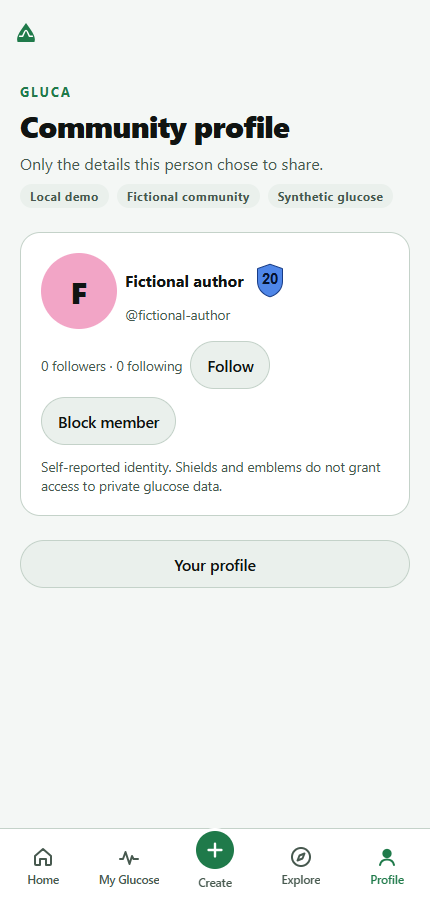 GLUCA
Community profile
Only the details this person chose to share.
Local demo
Fictional community
Synthetic glucose
F
Fictional author
20
@fictional-author
0 followers · 0 following
Follow
Block member
Self-reported identity. Shields and emblems do not grant
access to private glucose data.
Your profile
Home
My Glucose
Create
Explore
Profile